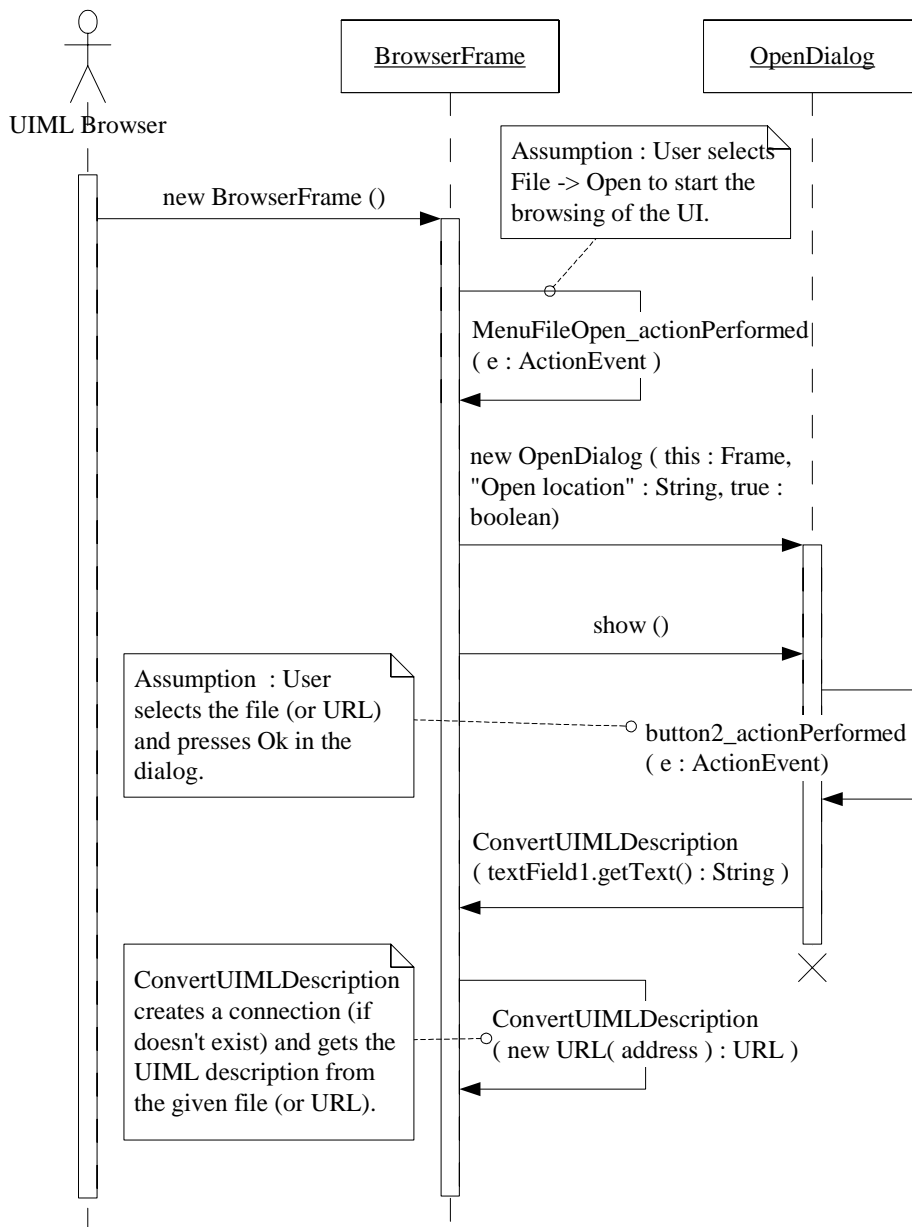 BrowserFrame
OpenDialog
UIML Browser
Assumption : User selects
File -> Open to start the
browsing of the UI.
new BrowserFrame ()
MenuFileOpen_actionPerformed
( e : ActionEvent )
new OpenDialog ( this : Frame,
"Open location" : String, true :
boolean)
show ()
Assumption  : User
selects the file (or URL)
and presses Ok in the
dialog.
button2_actionPerformed
( e : ActionEvent)
ConvertUIMLDescription
( textField1.getText() : String )
ConvertUIMLDescription
creates a connection (if
doesn't exist) and gets the
UIML description from
the given file (or URL).
ConvertUIMLDescription
( new URL( address ) : URL )